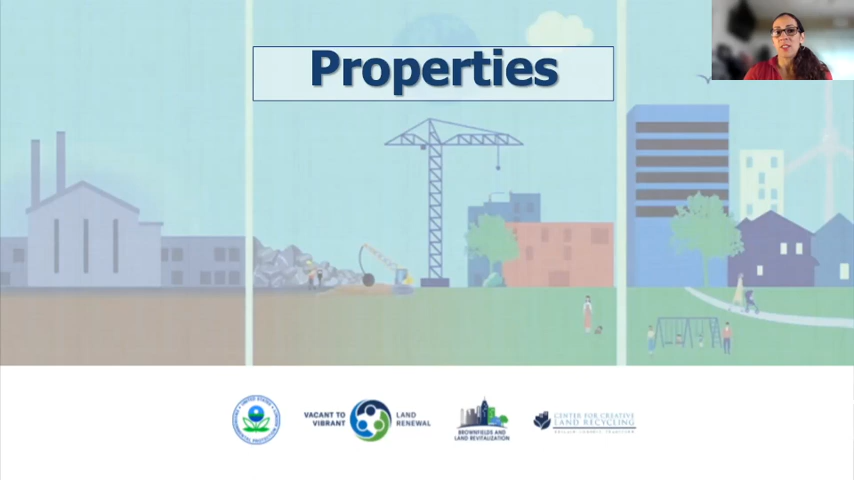 Properties
VACANT TO
VIBRANT
LAND
RENEWAL
BROWNFIELDS AND
LAND REVITALIZATION
CENTER FOR CREATIVE
LAND RECYCLING